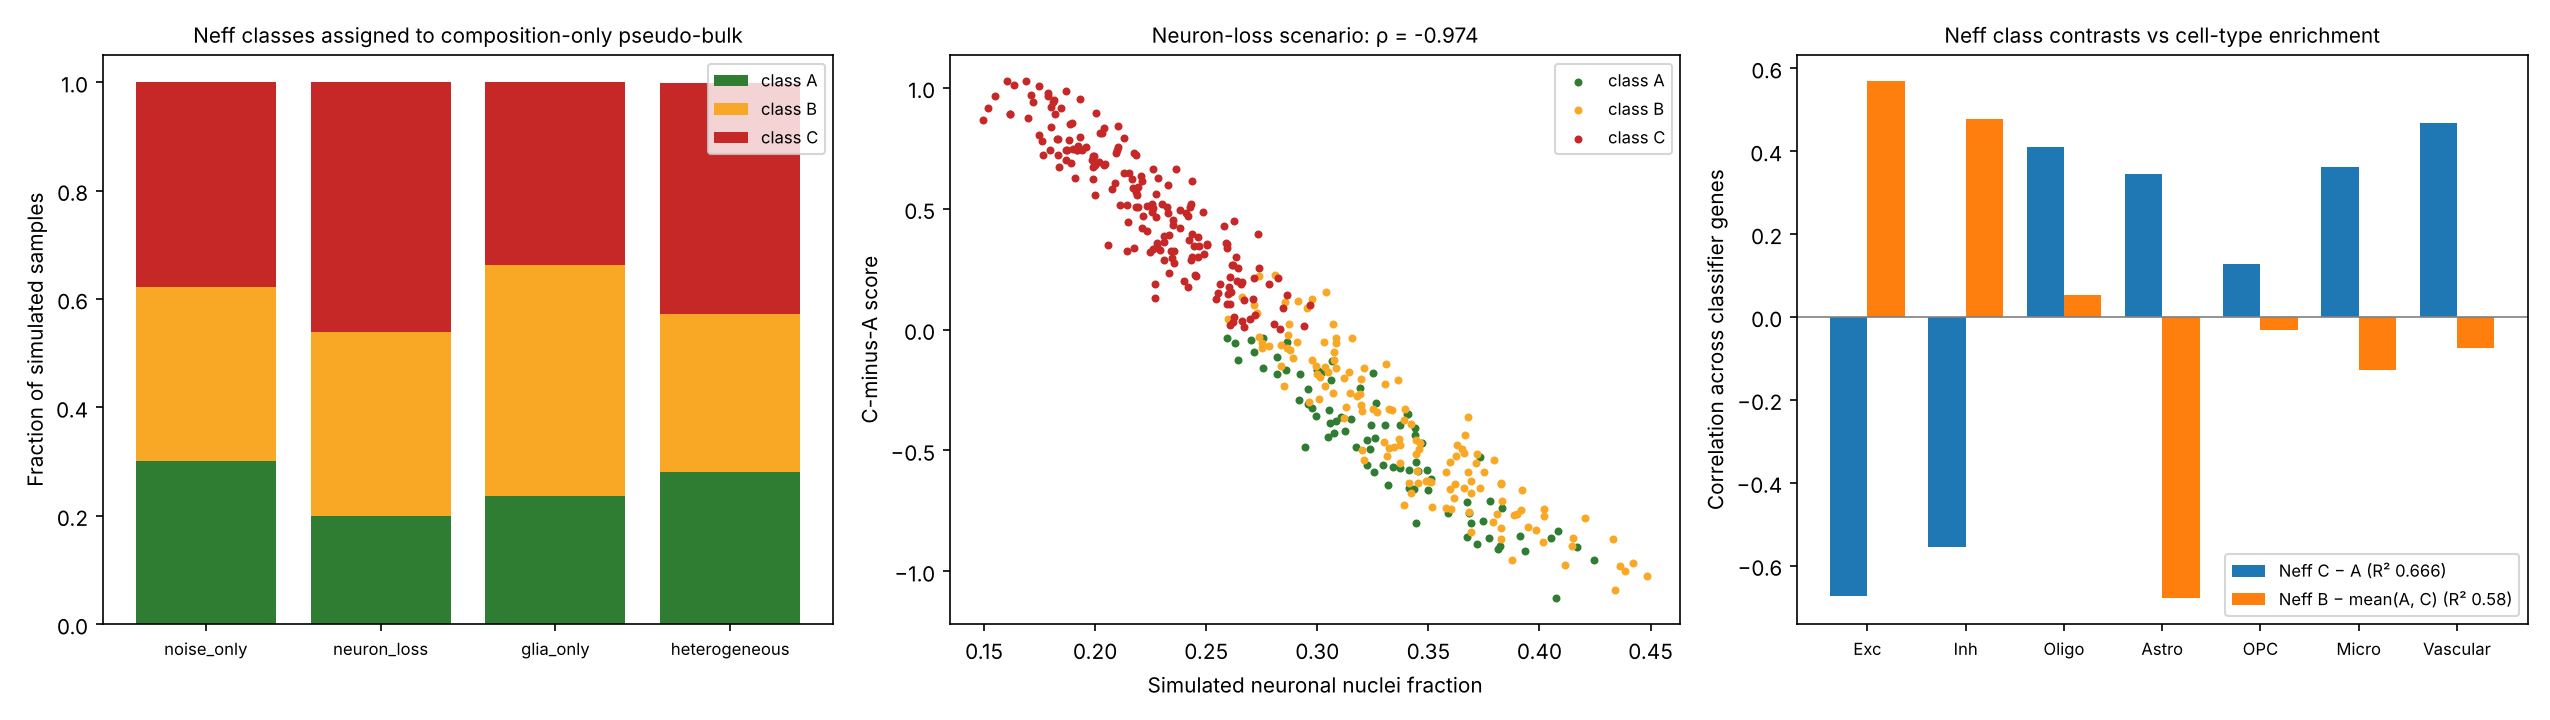 Neff classes assigned to composition-only pseudo-bulk
Fraction of simulated samples
1.0
0.8
0.6
0.4
0.2
0.0
class A
class B
class C
noise_only
neuron_loss
glia_only
heterogeneous
Neuron-loss scenario: ρ = -0.974
C-minus-A score
1.0
0.5
0.0
−0.5
−1.0
class A
class B
class C
0.15
0.20
0.25
0.30
0.35
0.40
0.45
Simulated neuronal nuclei fraction
Neff class contrasts vs cell-type enrichment
Correlation across classifier genes
0.6
0.4
0.2
0.0
−0.2
−0.4
−0.6
Neff C − A (R² 0.666)
Neff B − mean(A, C) (R² 0.58)
Exc
Inh
Oligo
Astro
OPC
Micro
Vascular